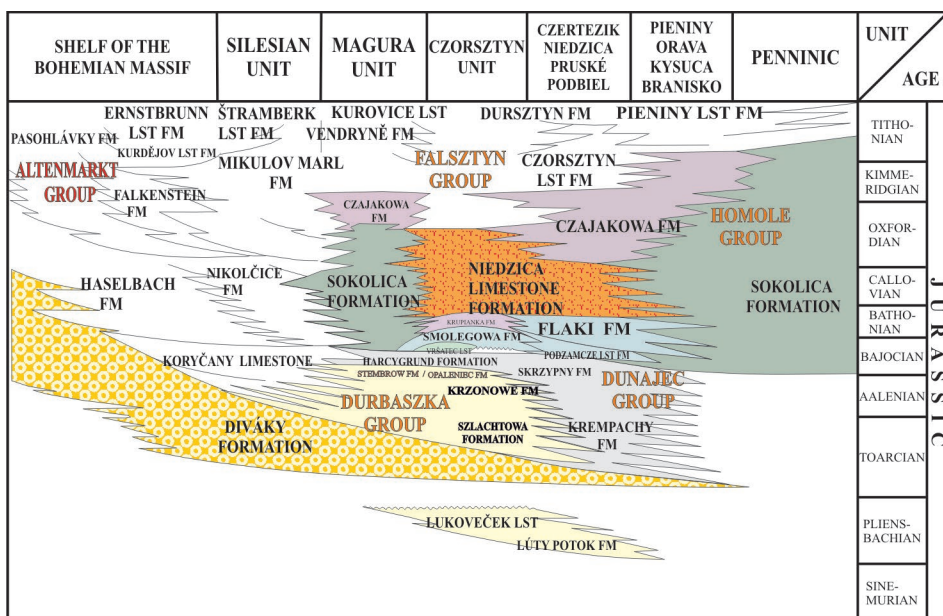 SHELF OF THE
BOHEMIAN MASSIF
SILESIAN
UNIT
MAGURA
UNIT
CZORSZTYN
UNIT
CZERTEZIK
NIEDZICA
PRUSKÉ
PODBIEL
PIENINY
ORAVA
KYSUCA
BRANISKO
PENNINIC
UNIT
AGE
ERNSTBRUNN
LST FM
ŠTRAMBERK
LST FM
KUROVICE LST
VENDRYNĚ FM
DURSZTYN FM
PIENINY LST FM
TITHO-
NIAN
PASOHLÁVKY FM
KURDĚJOV LST FM
MIKULOV MARL
FM
FALSZTYN
GROUP
CZORSZTYN
LST FM
ALTENMARKT
GROUP
KIMME-
RIDGIAN
FALKENSTEIN
FM
CZAJAKOWA
FM
CZAJAKOWA FM
HOMOLE
GROUP
OXFOR-
DIAN
HASELBACH
FM
NIKOLČICE
FM
SOKOLICA
FORMATION
NIEDZICA
LIMESTONE
FORMATION
SOKOLICA
FORMATION
CALLO-
VIAN
KRUPIANKA FM
SMOLEGOWA FM
FLAKI FM
BATHO-
NIAN
VRŠATEC LST
KORYČANY LIMESTONE
HARCYGRUND FORMATION
PODZAMCZE LST FM
BAJOCIAN
STEMBROW FM / OPALENIEC FM
SKRZYPNY FM
DUNAJEC
GROUP
KRZONOWE FM
DURBASZKA
GROUP
AALENIAN
DIVÁKY
FORMATION
SZLACHTOWA
FORMATION
KREMPACHY
FM
TOARCIAN
LUKOVEČEK LST
LÚTY POTOK FM
PLIENS-
BACHIAN
SINE-
MURIAN
JURASSIC